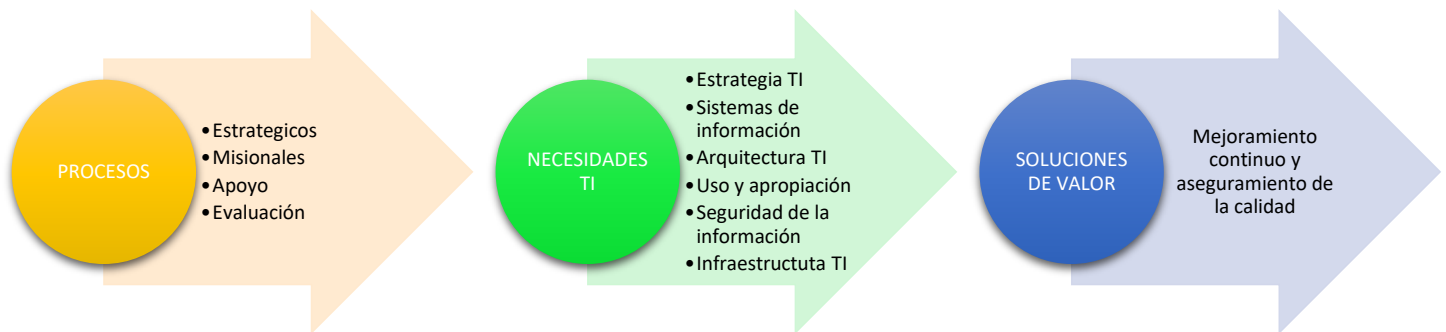 PROCESOS
•Estrategicos
•Misionales
•Apoyo
•Evaluación
NECESIDADES
TI
•Estrategia TI
•Sistemas de
información
•Arquitectura TI
•Uso y apropiación
•Seguridad de la
información
•Infraestructuta TI
SOLUCIONES
DE VALOR
Mejoramiento
continuo y
aseguramiento de
la calidad